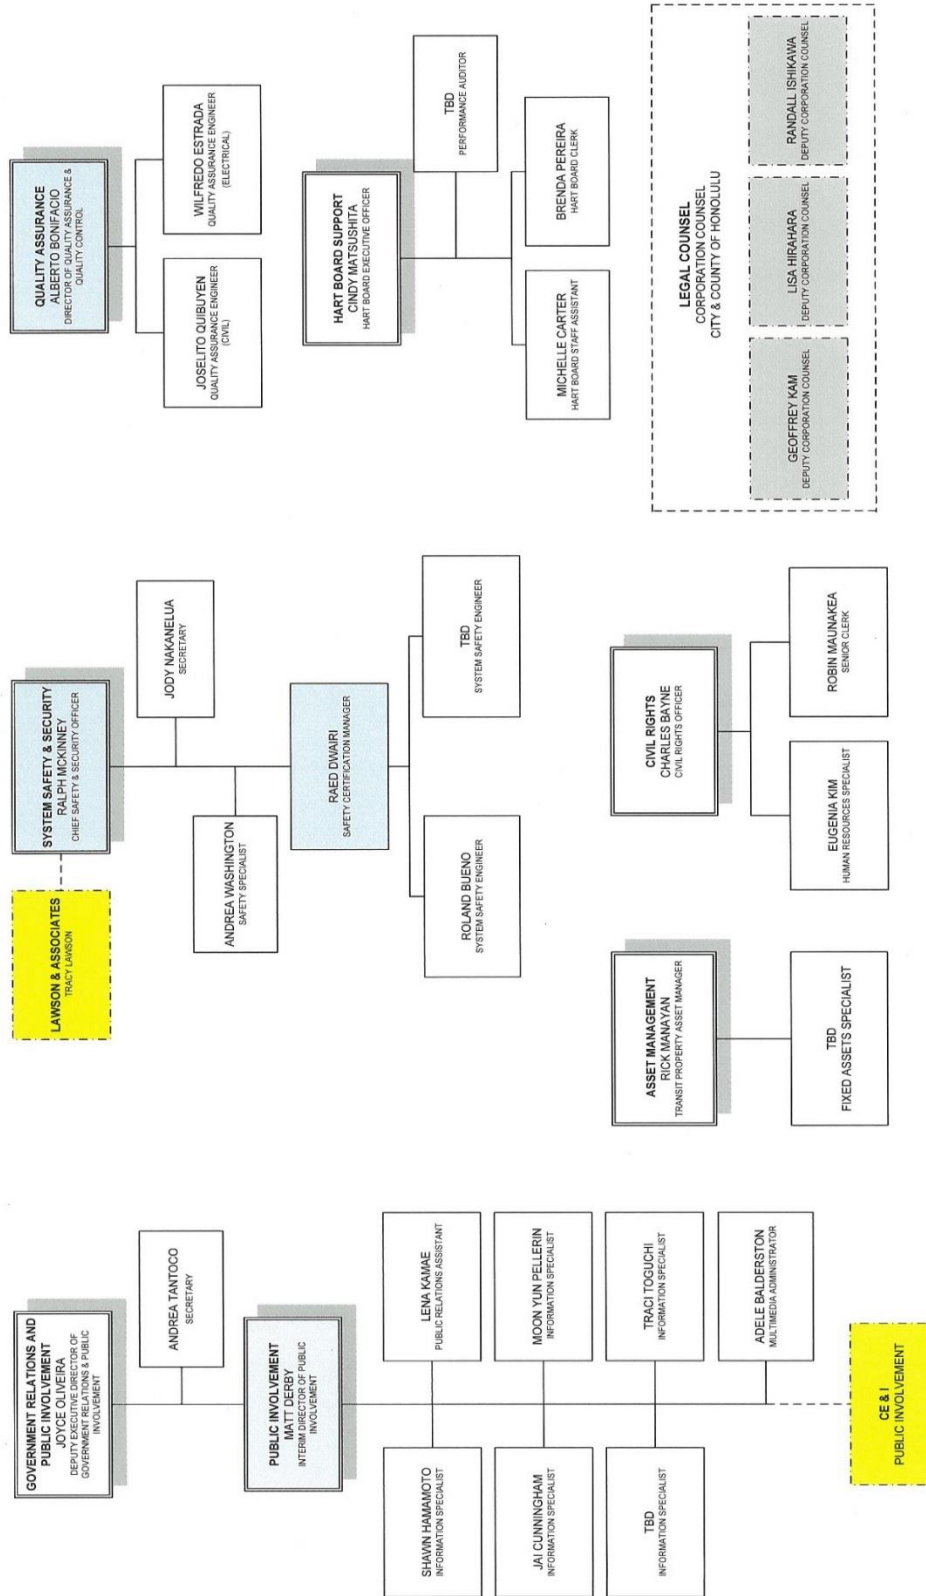 GOVERNMENT RELATIONS AND
PUBLIC INVOLVEMENT
JOYCE OLIVEIRA
DEPUTY EXECUTIVE DIRECTOR OF
GOVERNMENT RELATIONS & PUBLIC
INVOLVEMENT
ANDREA TANTOCO
SECRETARY
PUBLIC INVOLVEMENT
MATT DERBY
INTERIM DIRECTOR OF PUBLIC
INVOLVEMENT
SHAWN HAMAMOTO
INFORMATION SPECIALIST
LENA KAMAE
PUBLIC RELATIONS ASSISTANT
JAI CUNNINGHAM
INFORMATION SPECIALIST
MOON YUN PELLERIN
INFORMATION SPECIALIST
TBD
INFORMATION SPECIALIST
TRACI TOGUCHI
INFORMATION SPECIALIST
ADELE BALDERSTON
MULTIMEDIA ADMINISTRATOR
CE & I
PUBLIC INVOLVEMENT
LAWSON & ASSOCIATES
TRACY LAWSON
SYSTEM SAFETY & SECURITY
RALPH MCKINNEY
CHIEF SAFETY & SECURITY OFFICER
JODY NAKANELUA
SECRETARY
ANDREA WASHINGTON
SAFETY SPECIALIST
RAED DWAIRI
SAFETY CERTIFICATION MANAGER
ROLAND BUENO
SYSTEM SAFETY ENGINEER
TBD
SYSTEM SAFETY ENGINEER
ASSET MANAGEMENT
RICK MANAYAN
TRANSIT PROPERTY ASSET MANAGER
TBD
FIXED ASSETS SPECIALIST
CIVIL RIGHTS
CHARLES BAYNE
CIVIL RIGHTS OFFICER
EUGENIA KIM
HUMAN RESOURCES SPECIALIST
ROBIN MAUNAKEA
SENIOR CLERK
QUALITY ASSURANCE
ALBERTO BONIFACIO
DIRECTOR OF QUALITY ASSURANCE &
QUALITY CONTROL
JOSELITO QUIBUYEN
QUALITY ASSURANCE ENGINEER
(CIVIL)
WILFREDO ESTRADA
QUALITY ASSURANCE ENGINEER
(ELECTRICAL)
HART BOARD SUPPORT
CINDY MATSUSHITA
HART BOARD EXECUTIVE OFFICER
TBD
PERFORMANCE AUDITOR
MICHELLE CARTER
HART BOARD STAFF ASSISTANT
BRENDA PEREIRA
HART BOARD CLERK
LEGAL COUNSEL
CORPORATION COUNSEL
CITY & COUNTY OF HONOLULU
GEOFFREY KAM
DEPUTY CORPORATION COUNSEL
LISA HIRAHARA
DEPUTY CORPORATION COUNSEL
RANDALL ISHIKAWA
DEPUTY CORPORATION COUNSEL